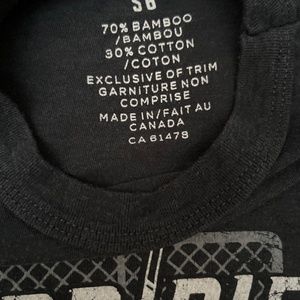 70% BAMBOO
/BAMBOU
30% COTTON
/COTON
EXCLUSIVE OF TRIM
GARNITURE NON
COMPRISE
MADE IN/FAIT AU
CANADA
CA 61478